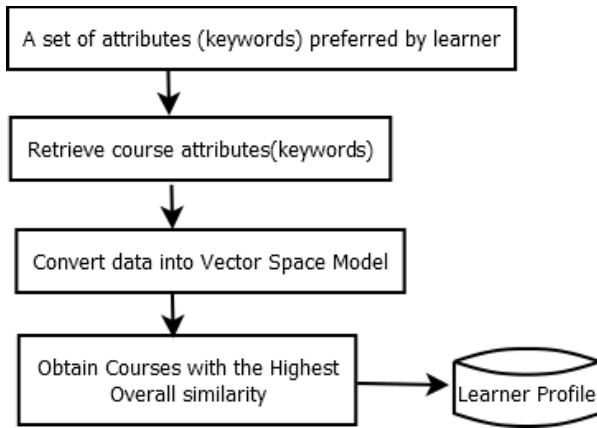 A set of attributes (keywords) preferred by learner
Retrieve course attributes(keywords)
Convert data into Vector Space Model
Obtain Courses with the Highest
Overall similarity
Learner Profile